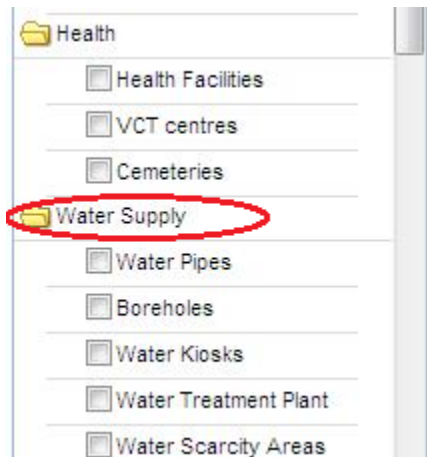 Health
Health Facilities
VCT centres
Cemeteries
Water Supply
Water Pipes
Boreholes
Water Kiosks
Water Treatment Plant
Water Scarcity Areas